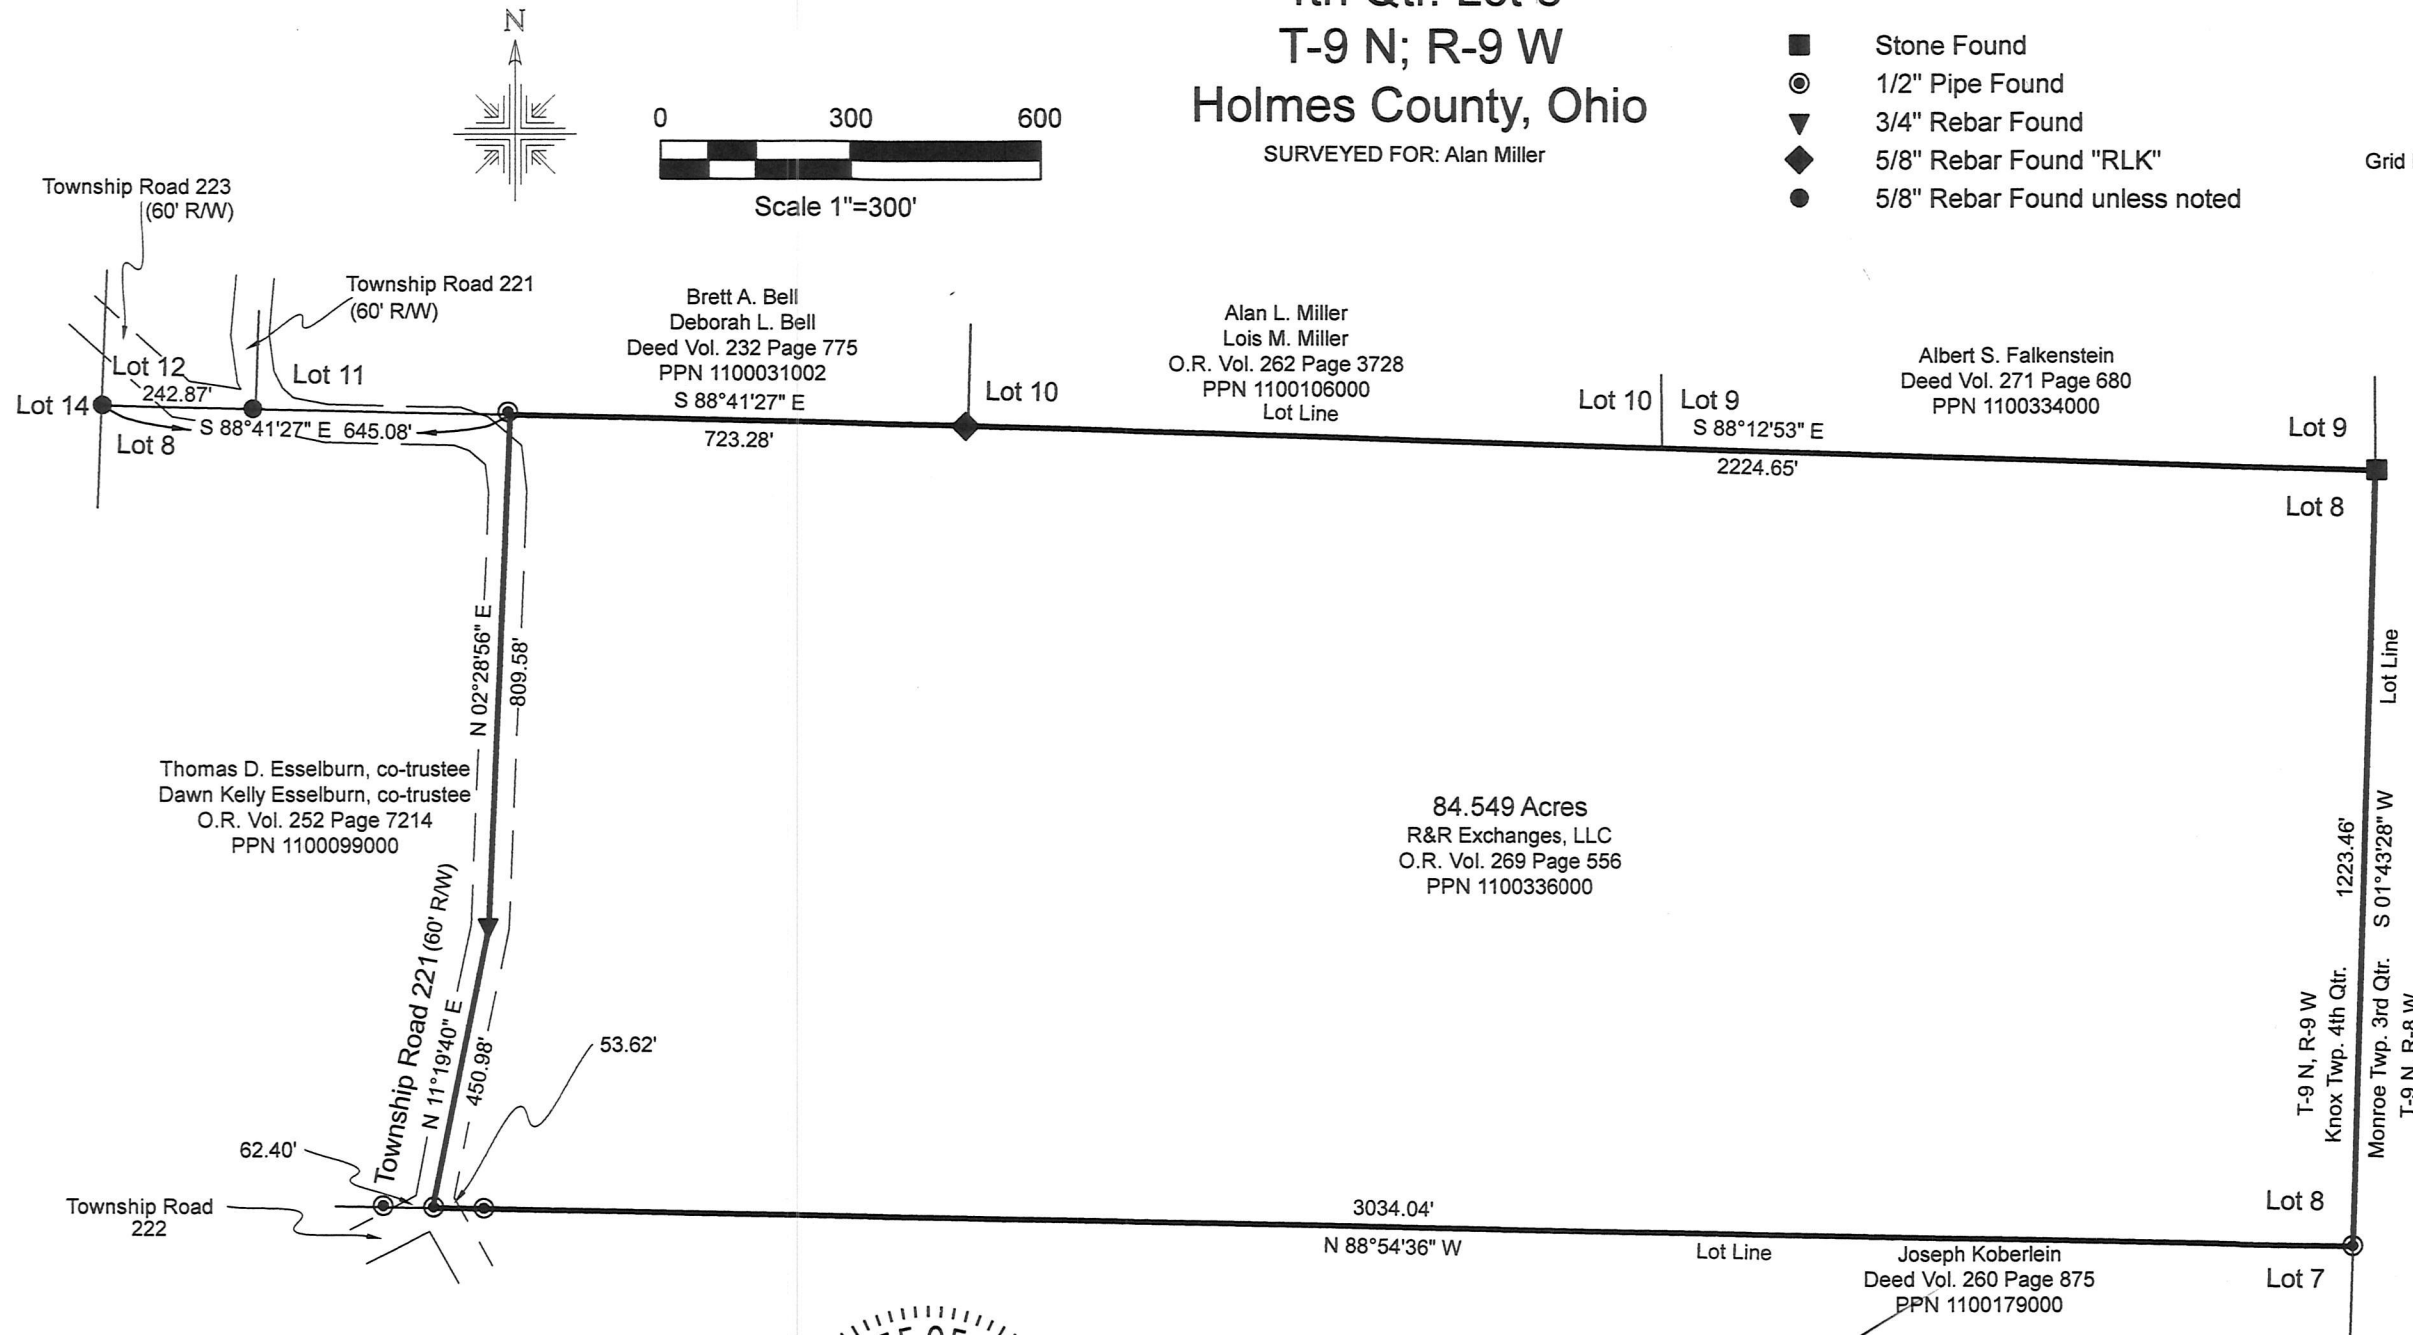 4th Qtr. Lot 8
T-9 N; R-9 W
Holmes County, Ohio
SURVEYED FOR: Alan Miller
N
0 300 600
Scale 1"=300'
Stone Found
1/2" Pipe Found
3/4" Rebar Found
5/8" Rebar Found "RLK"
5/8" Rebar Found unless noted
Grid
Township Road 223
(60' R/W)
Township Road 221
(60' R/W)
Lot 12
242.87'
Lot 11
Lot 14
S 88°41'27" E 645.08'
Lot 8
Brett A. Bell
Deborah L. Bell
Deed Vol. 232 Page 775
PPN 1100031002
S 88°41'27" E
723.28'
Lot 10
Alan L. Miller
Lois M. Miller
O.R. Vol. 262 Page 3728
PPN 1100106000
Lot Line
Lot 10
Lot 9
S 88°12'53" E
2224.65'
Albert S. Falkenstein
Deed Vol. 271 Page 680
PPN 1100334000
Lot 9
Lot 8
N 02°28'56" E
809.58'
Lot Line
Thomas D. Esselburn, co-trustee
Dawn Kelly Esselburn, co-trustee
O.R. Vol. 252 Page 7214
PPN 1100099000
84.549 Acres
R&R Exchanges, LLC
O.R. Vol. 269 Page 556
PPN 1100336000
1223.46'
S 01°43'28" W
Township Road 221 (60' R/W)
N 11°19'40" E
450.98'
53.62'
T-9 N, R-9 W
Knox Twp. 4th Qtr.
Monroe Twp. 3rd Qtr.
T-9 N, R-8 W
62.40'
Township Road
222
3034.04'
N 88°54'36" W
Lot Line
Lot 8
Joseph Koberlein
Deed Vol. 260 Page 875
PPN 1100179000
Lot 7